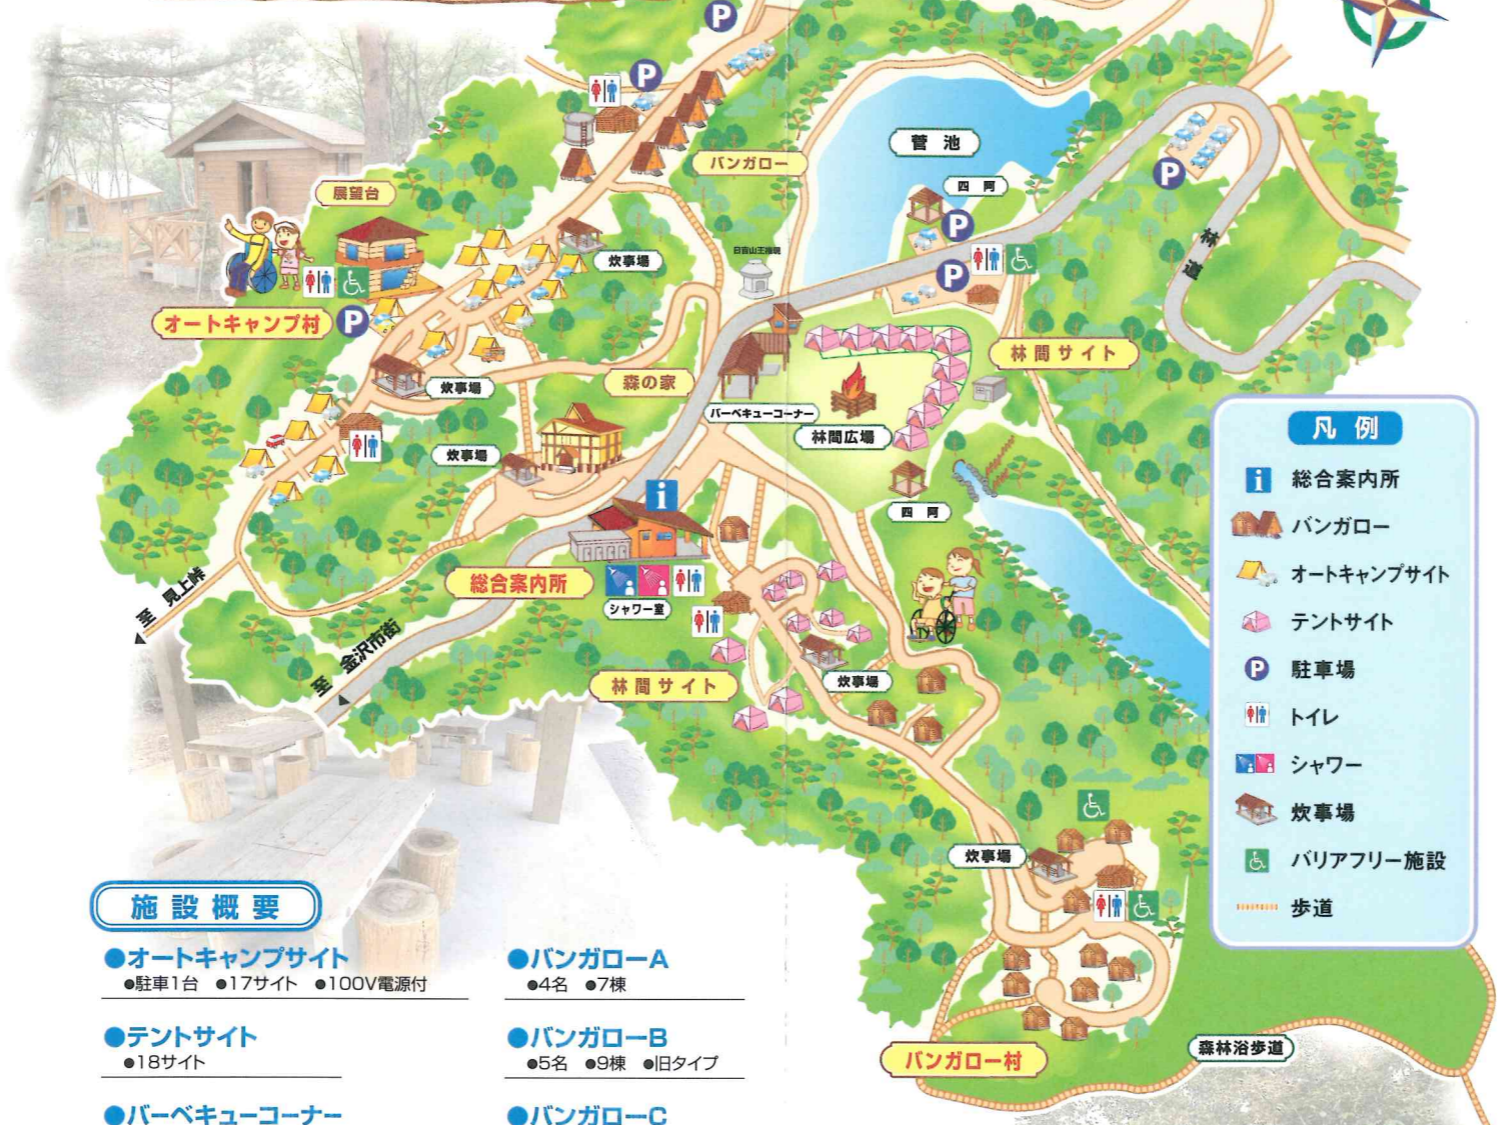 P
P
バンガロー
菅池
四阿
P
P
P
林道
展望台
炊事場
オートキャンプ村
P
林間サイト
炊事場
森の家
バーベキューコーナー
林間広場
炊事場
四阿
i
総合案内所
シャワー室
至 見上峠
至 金沢市街
林間サイト
炊事場
炊事場
バンガロー村
森林浴歩道
凡例
i 総合案内所
バンガロー
オートキャンプサイト
テントサイト
P 駐車場
トイレ
シャワー
炊事場
バリアフリー施設
歩道
施設概要
●オートキャンプサイト
●駐車1台 ●17サイト ●100V電源付
●テントサイト
●18サイト
●バーベキューコーナー
●バンガローA
●4名 ●7棟
●バンガローB
●5名 ●9棟 ●旧タイプ
●バンガローC